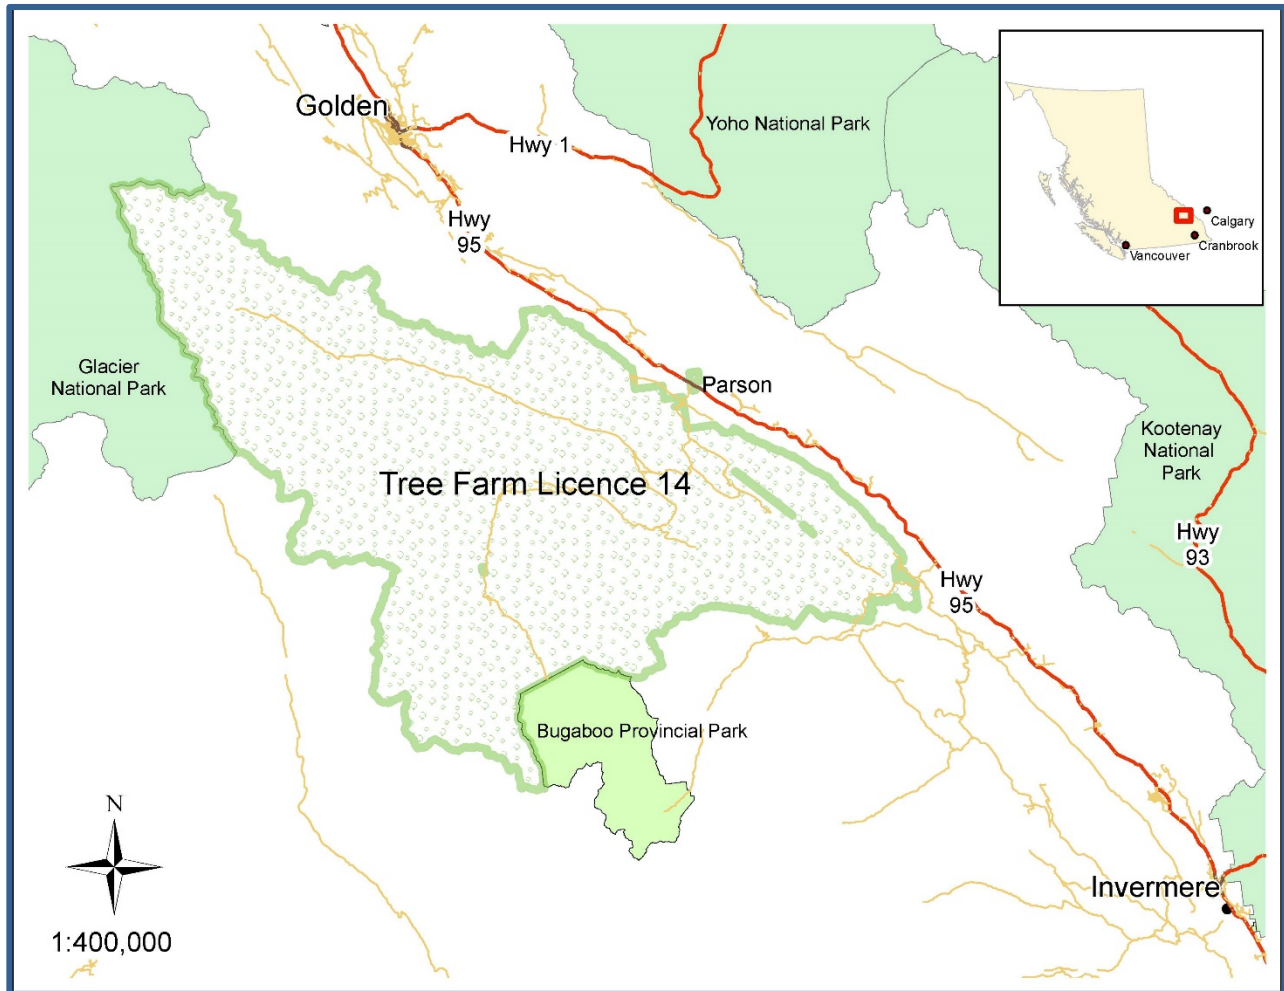 Golden
Hwy 1
Yoho National Park
Calgary
Cranbrook
Vancouver
Hwy
95
Glacier
National Park
Parson
Kootenay
National
Park
Tree Farm Licence 14
Hwy
93
Hwy
95
Bugaboo Provincial Park
N
1:400,000
Invermere